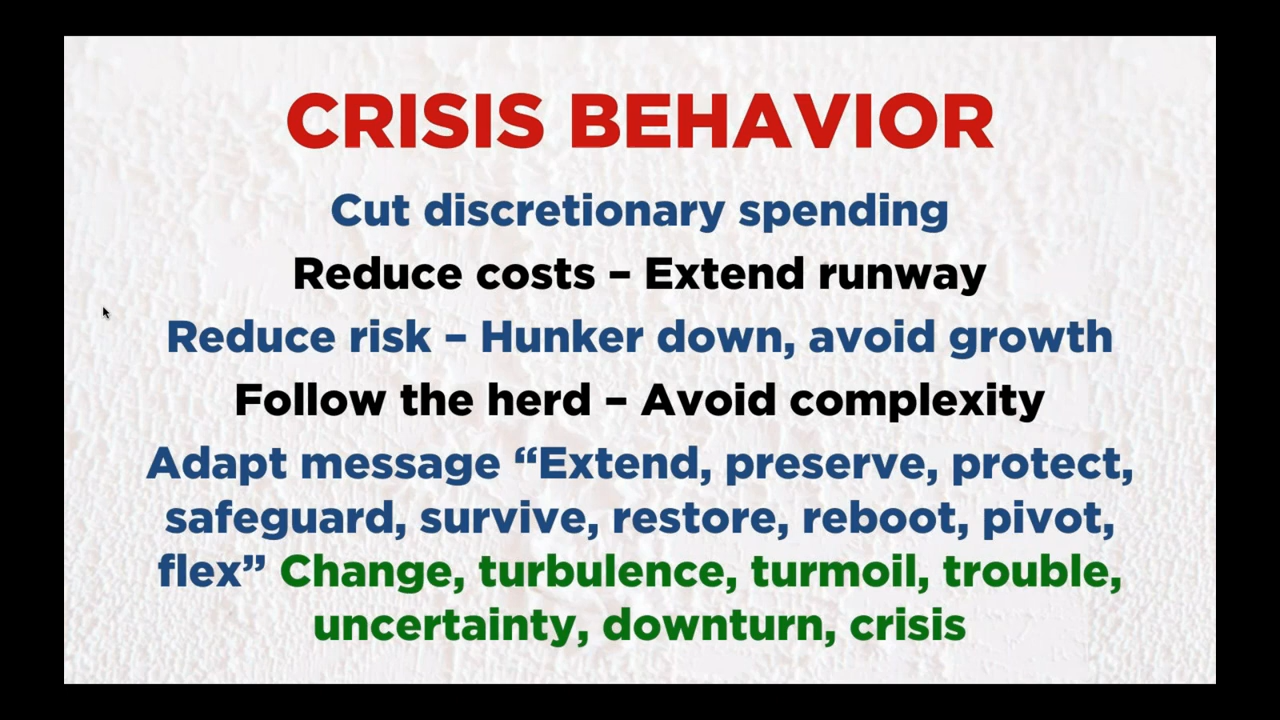 CRISIS BEHAVIOR
Cut discretionary spending
Reduce costs – Extend runway
Reduce risk – Hunker down, avoid growth
Follow the herd – Avoid complexity
Adapt message “Extend, preserve, protect,
safeguard, survive, restore, reboot, pivot,
flex” Change, turbulence, turmoil, trouble,
uncertainty, downturn, crisis